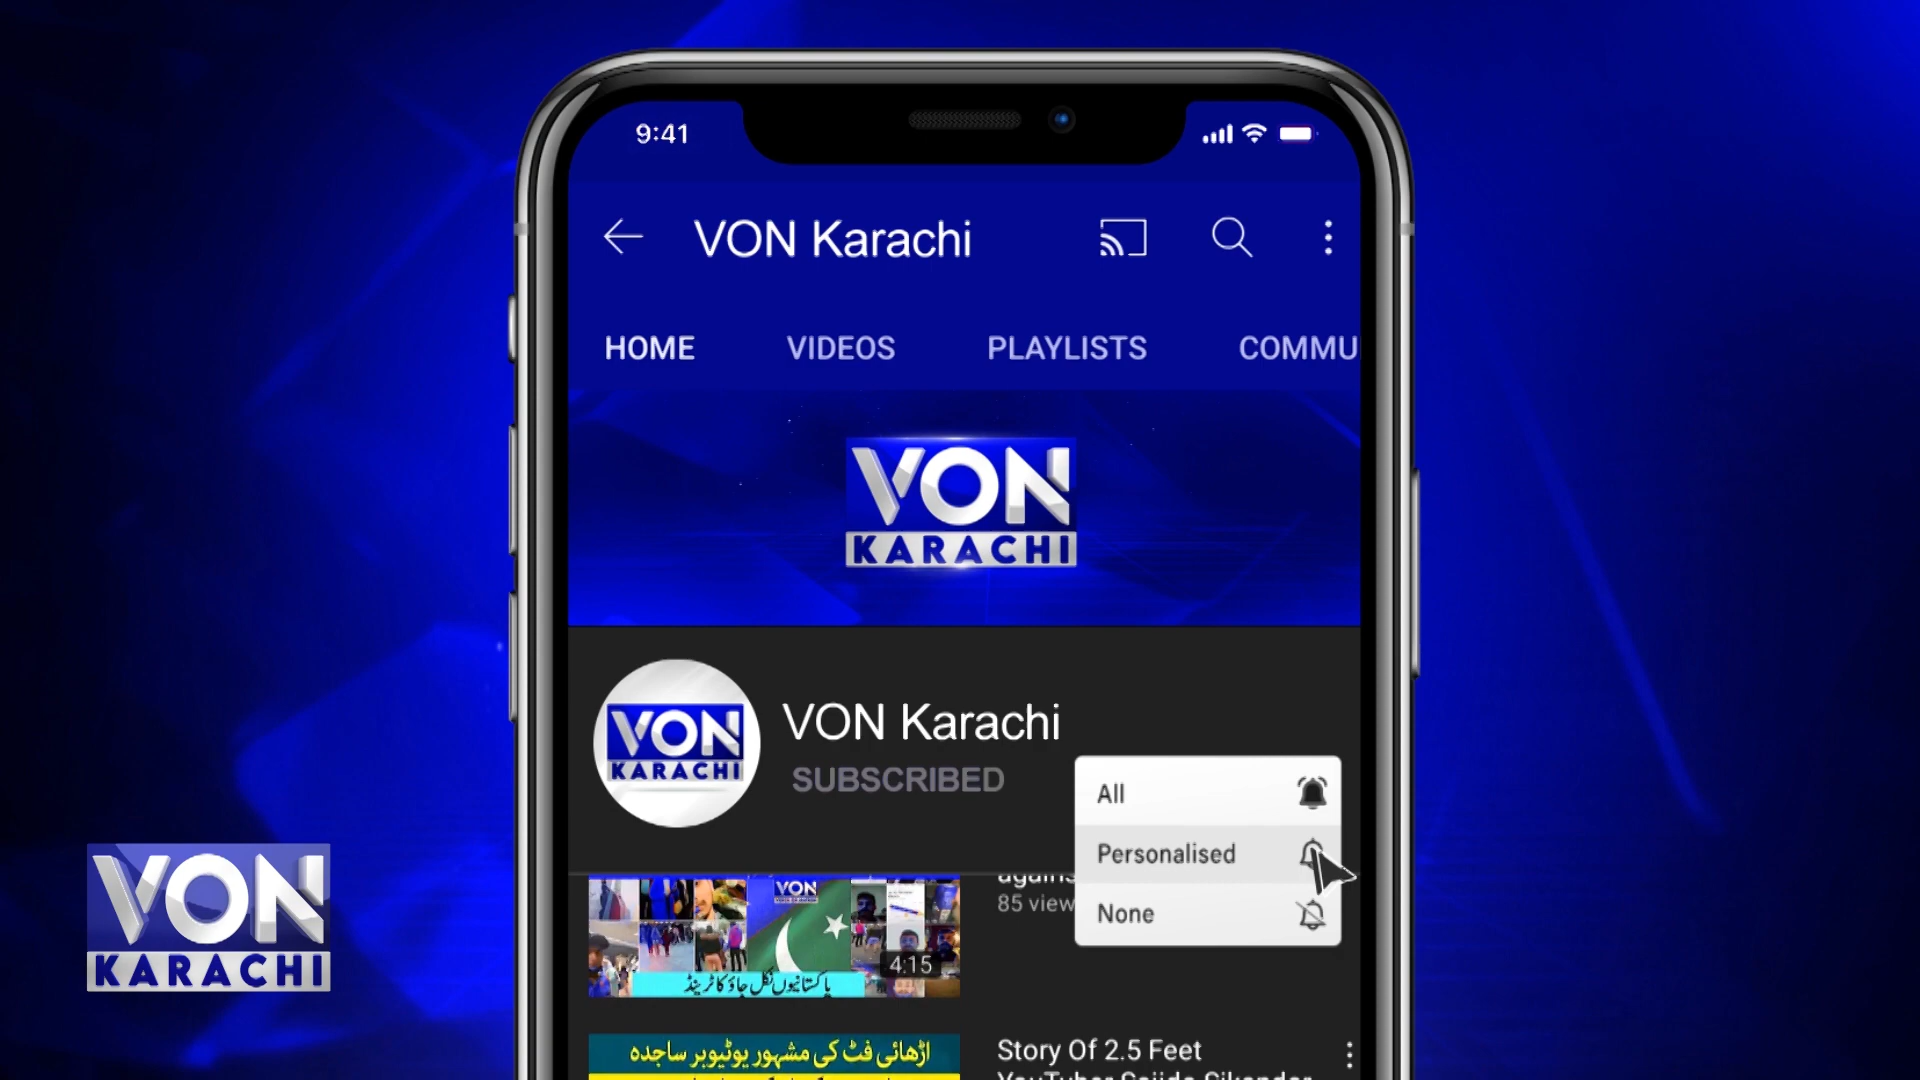 9:41
VON Karachi
HOME VIDEOS PLAYLISTS COMMU
VON
KARACHI
VON
KARACHI
VON Karachi
SUBSCRIBED
All
Personalised
None
85 view
VON
4:15
پاکستانیوں نکل جاؤ کا ٹرینڈ
اڑھائی فٹ کی مشہور یوٹیوبر ساجدہ
Story Of 2.5 Feet
VON
KARACHI